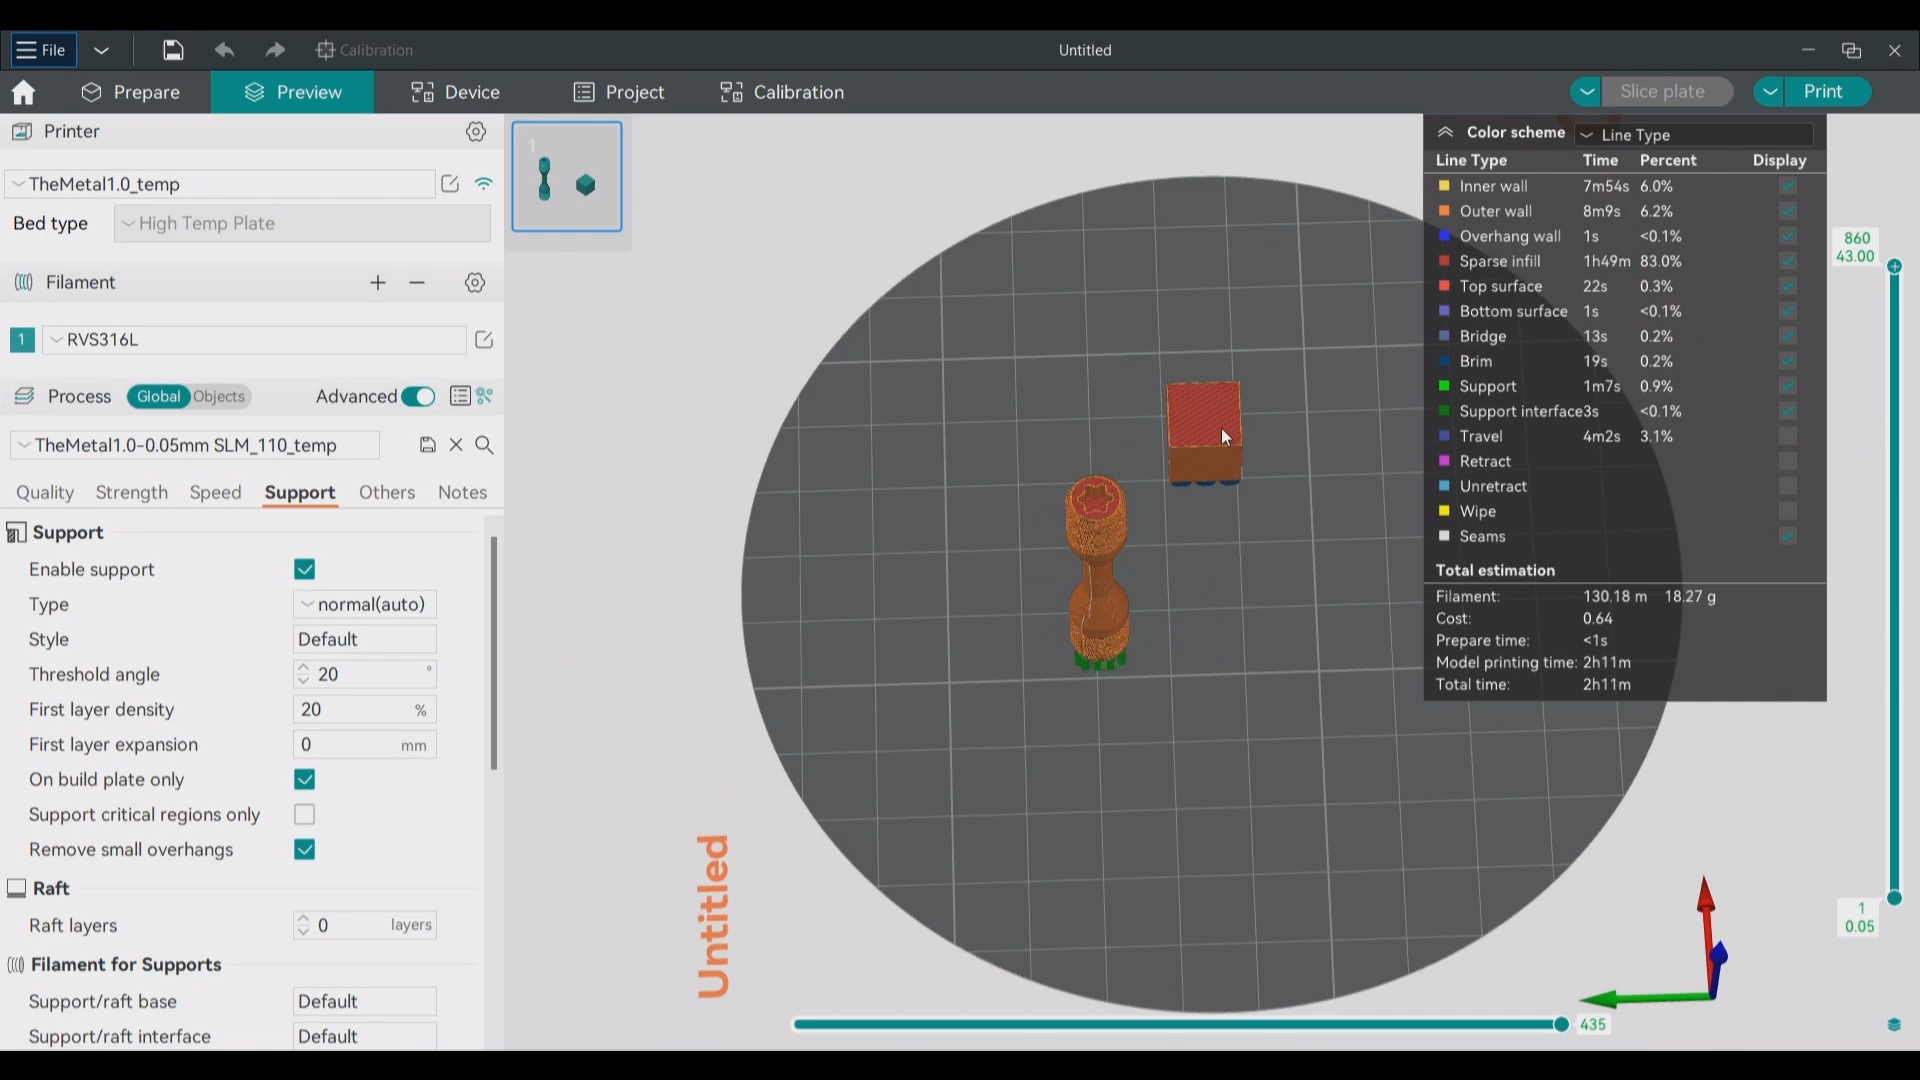 File
Calibration
Untitled
Prepare
Preview
Device
Project
Calibration
Slice plate
Print
Printer
TheMetal1.0_temp
Bed type
High Temp Plate
Filament
1
RVS316L
Process
Global
Objects
Advanced
TheMetal1.0-0.05mm SLM_110_temp
Quality
Strength
Speed
Support
Others
Notes
Support
Enable support
Type
normal(auto)
Style
Default
Threshold angle
20 °
First layer density
20 %
First layer expansion
0 mm
On build plate only
Support critical regions only
Remove small overhangs
Raft
Raft layers
0 layers
Filament for Supports
Support/raft base
Default
Support/raft interface
Default
1
Untitled
Color scheme
Line Type
Line Type Time Percent Display
Inner wall 7m54s 6.0%
Outer wall 8m9s 6.2%
Overhang wall 1s <0.1%
Sparse infill 1h49m 83.0%
Top surface 22s 0.3%
Bottom surface 1s <0.1%
Bridge 13s 0.2%
Brim 19s 0.2%
Support 1m7s 0.9%
Support interface3s <0.1%
Travel 4m2s 3.1%
Retract
Unretract
Wipe
Seams
Total estimation
Filament: 130.18 m 18.27 g
Cost: 0.64
Prepare time: <1s
Model printing time: 2h11m
Total time: 2h11m
860
43.00
1
0.05
435